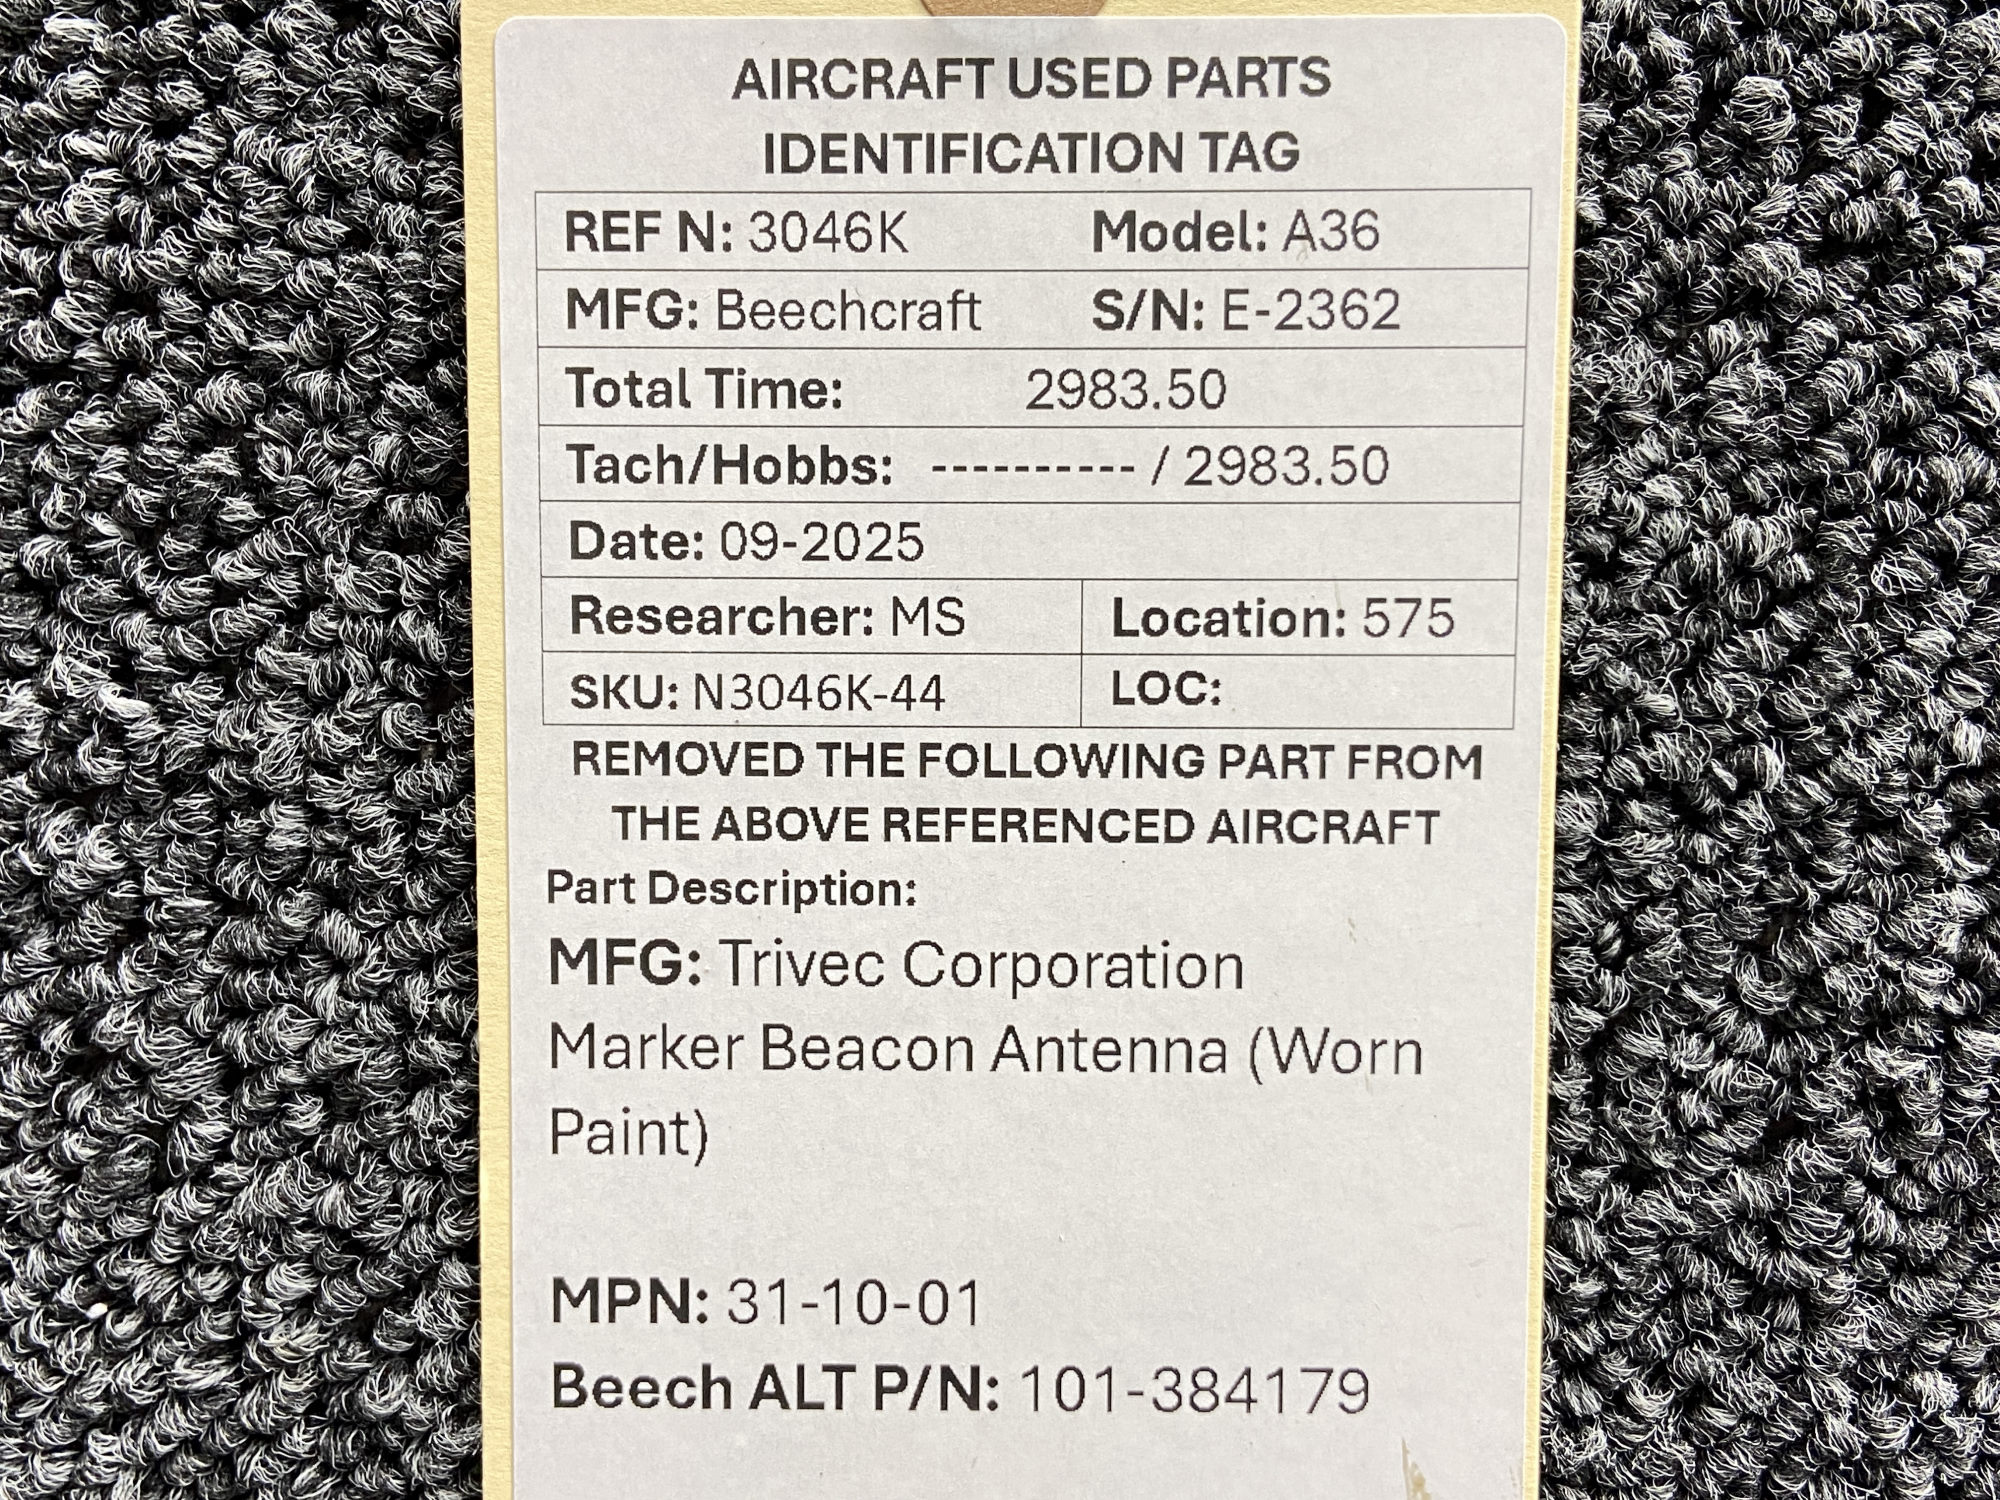 AIRCRAFT USED PARTS
IDENTIFICATION TAG
REF N: 3046K Model: A36
MFG: Beechcraft S/N: E-2362
Total Time: 2983.50
Tach/Hobbs: ---------- / 2983.50
Date: 09-2025
Researcher: MS Location: 575
SKU: N3046K-44 LOC:
REMOVED THE FOLLOWING PART FROM
THE ABOVE REFERENCED AIRCRAFT
Part Description:
MFG: Trivec Corporation
Marker Beacon Antenna (Worn
Paint)
MPN: 31-10-01
Beech ALT P/N: 101-384179